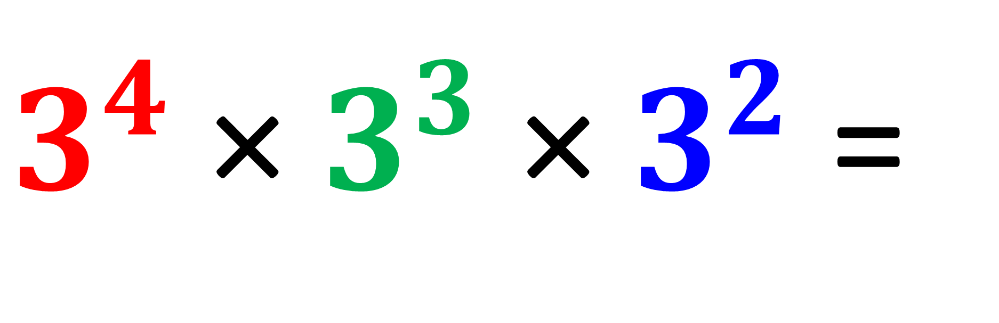 3⁴ × 3³ × 3² =